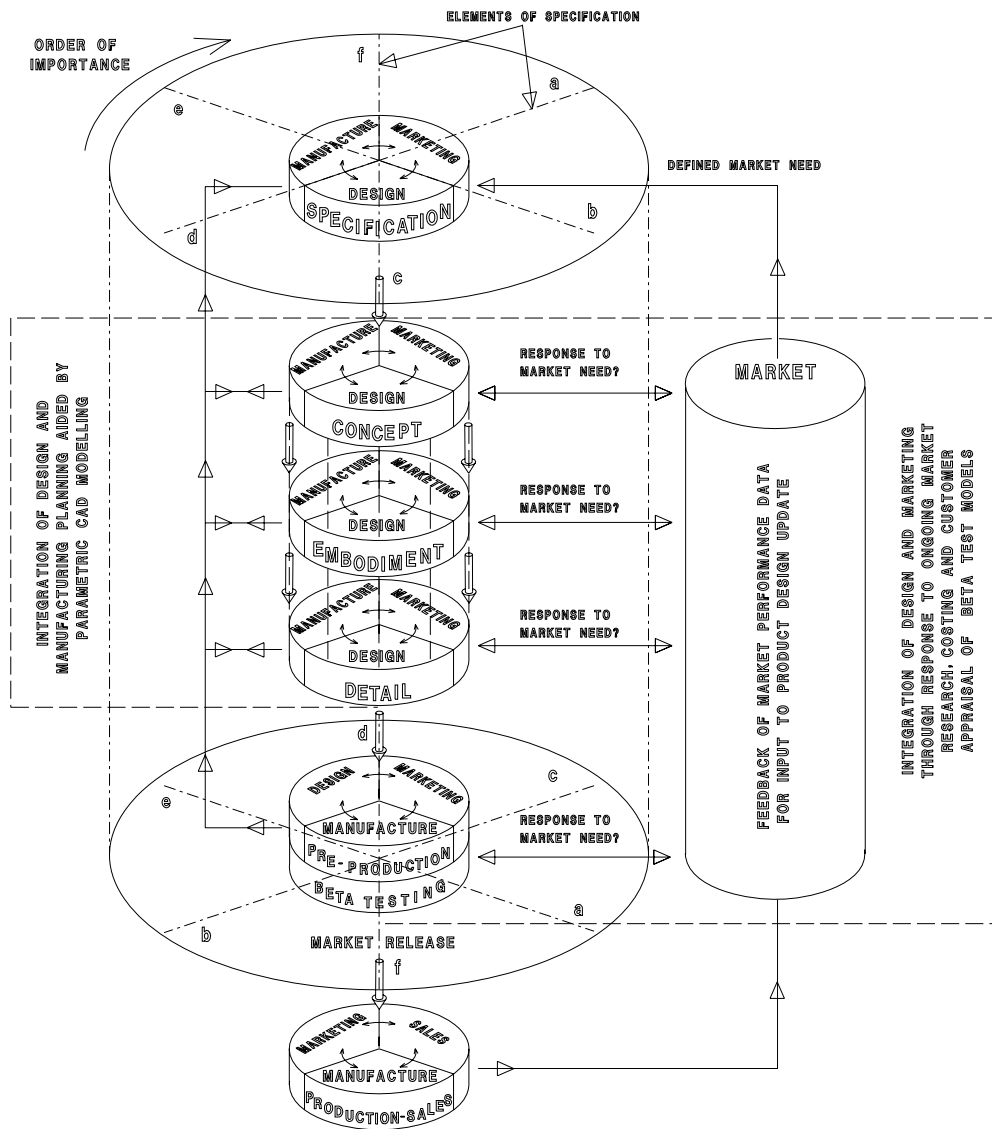 ELEMENTS OF SPECIFICATION
ORDER OF
IMPORTANCE
f
a
e
MANUFACTURE
MARKETING
DESIGN
SPECIFICATION
DEFINED MARKET NEED
b
d
c
MANUFACTURE
MARKETING
DESIGN
CONCEPT
RESPONSE TO
MARKET NEED?
MARKET
MANUFACTURE
MARKETING
DESIGN
EMBODIMENT
RESPONSE TO
MARKET NEED?
MANUFACTURE
MARKETING
DESIGN
DETAIL
RESPONSE TO
MARKET NEED?
INTEGRATION OF DESIGN AND
MANUFACTURING PLANNING AIDED BY
PARAMETRIC CAD MODELLING
FEEDBACK OF MARKET PERFORMANCE DATA
FOR INPUT TO PRODUCT DESIGN UPDATE
INTEGRATION OF DESIGN AND MARKETING
THROUGH RESPONSE TO ONGOING MARKET
RESEARCH, COSTING AND CUSTOMER
APPRAISAL OF BETA TEST MODELS
d
c
e
DESIGN
MARKETING
MANUFACTURE
PRE-PRODUCTION
BETA TESTING
RESPONSE TO
MARKET NEED?
a
b
MARKET RELEASE
f
MARKETING
SALES
MANUFACTURE
PRODUCTION-SALES